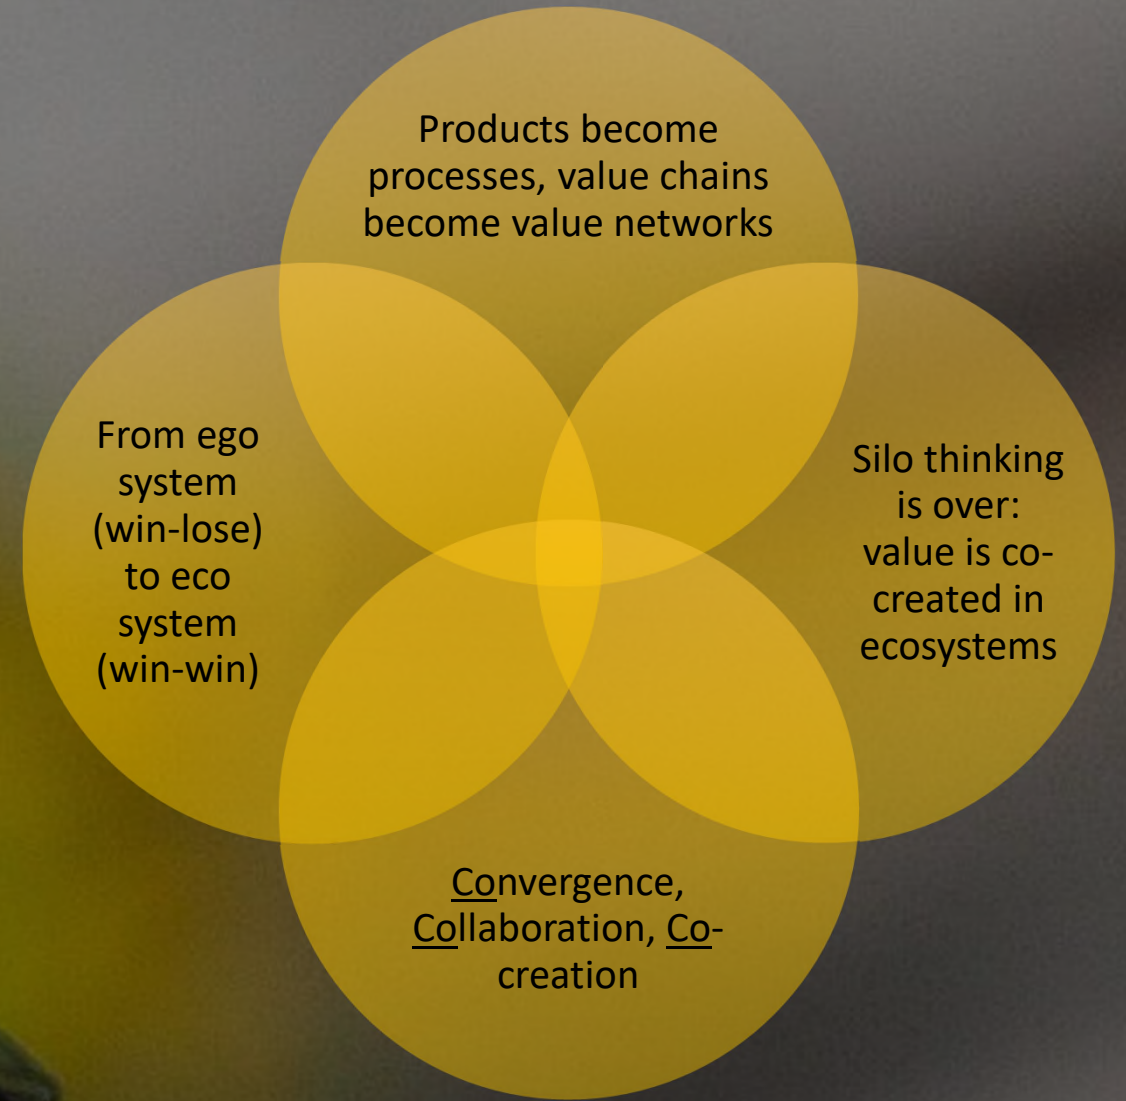 Products become
processes, value chains
become value networks
From ego
system
(win-lose)
to eco
system
(win-win)
Silo thinking
is over:
value is co-
created in
ecosystems
Convergence,
Collaboration, Co-
creation